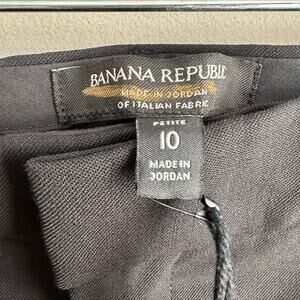 BANANA REPUBLIC
MADE IN JORDAN
OF ITALIAN FABRIC
PETITE
10
MADE IN
JORDAN